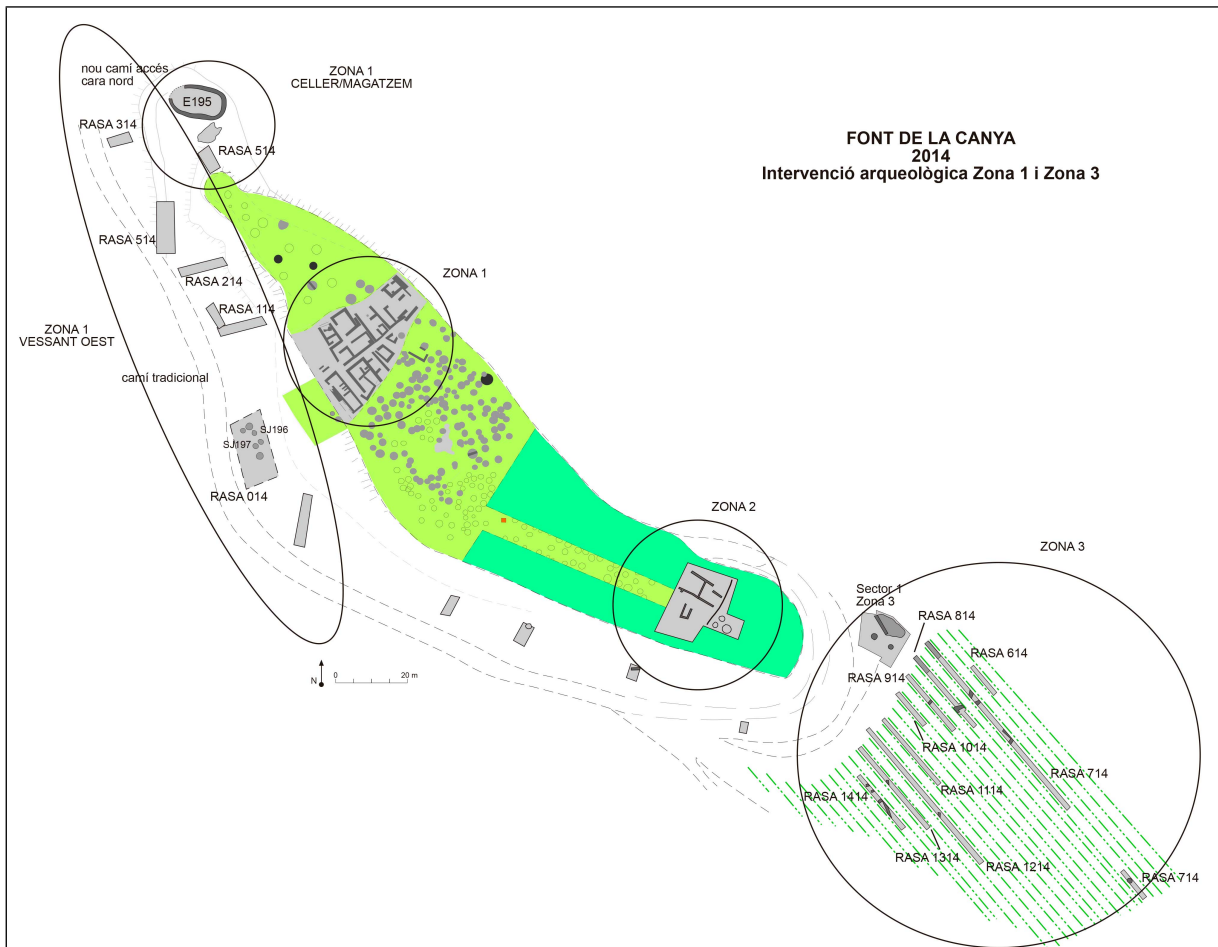 nou camí accés
cara nord
E195
ZONA 1
CELLER/MAGATZEM
RASA 314
RASA 514
FONT DE LA CANYA
2014
Intervenció arqueològica Zona 1 i Zona 3
RASA 514
RASA 214
RASA 114
ZONA 1
ZONA 1
VESSANT OEST
camí tradicional
SJ196
SJ197
RASA 014
ZONA 2
ZONA 3
Sector 1
Zona 3
RASA 814
RASA 614
RASA 914
N
0
20 m
RASA 1014
RASA 714
RASA 1414
RASA 1114
RASA 1314
RASA 1214
RASA 714